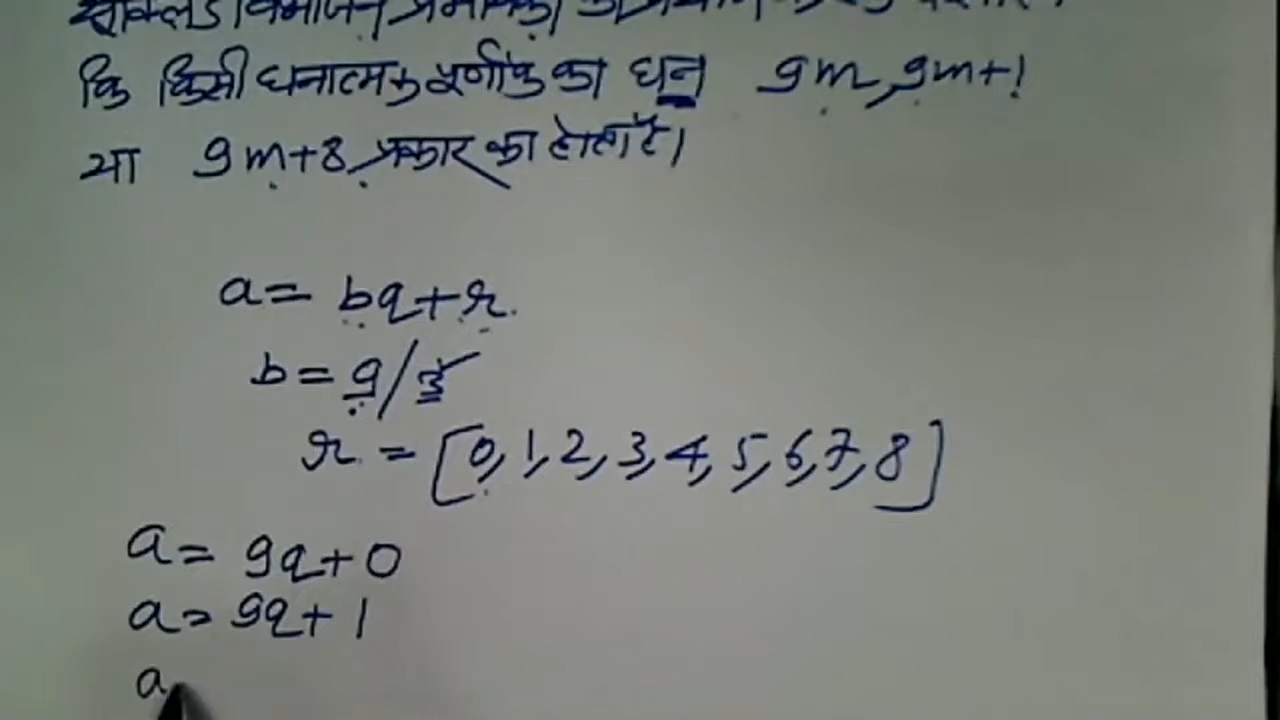 कि किसी धनात्मक पूर्णांक का घन 9m, 9m+1
या 9m+8 प्रकार का होता है।
a = bq+r
b = 9/3
r = [0, 1, 2, 3, 4, 5, 6, 7, 8]
a = 9q+0
a = 9q+1
a